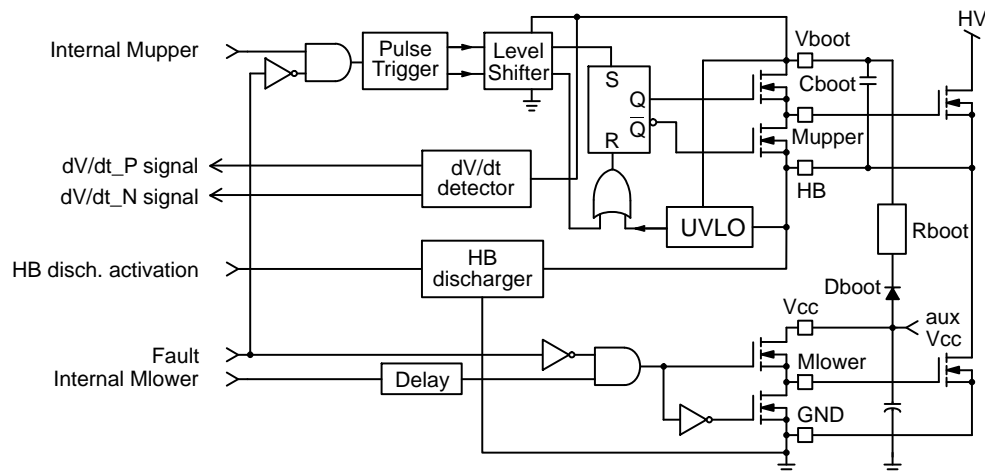 HV
Internal Mupper
Pulse
Trigger
Level
Shifter
Vboot
Cboot
S
Q
Q
R
Mupper
HB
dV/dt_P signal
dV/dt_N signal
dV/dt
detector
UVLO
Rboot
HB disch. activation
HB
discharger
Dboot
Vcc
aux
Vcc
Fault
Internal Mlower
Delay
Mlower
GND